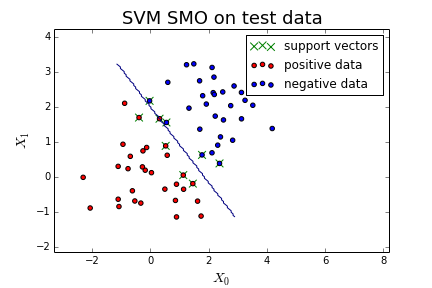 SVM SMO on test data
support vectors
positive data
negative data
X₁
4
3
2
1
0
−1
−2
−2
0
2
4
6
8
X₀